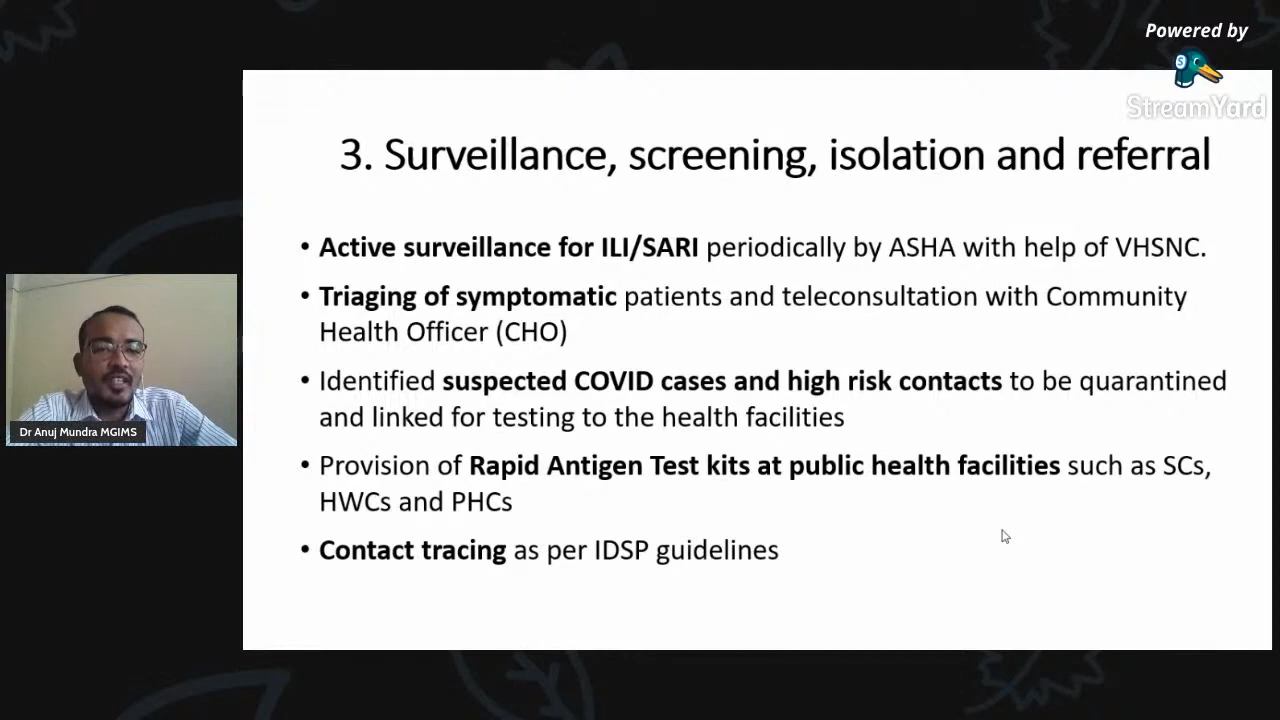 Powered by
StreamYard
3. Surveillance, screening, isolation and referral
• Active surveillance for ILI/SARI periodically by ASHA with help of VHSNC.
• Triaging of symptomatic patients and teleconsultation with Community
Health Officer (CHO)
• Identified suspected COVID cases and high risk contacts to be quarantined
and linked for testing to the health facilities
• Provision of Rapid Antigen Test kits at public health facilities such as SCs,
HWCs and PHCs
• Contact tracing as per IDSP guidelines
Dr Anuj Mundra MGIMS